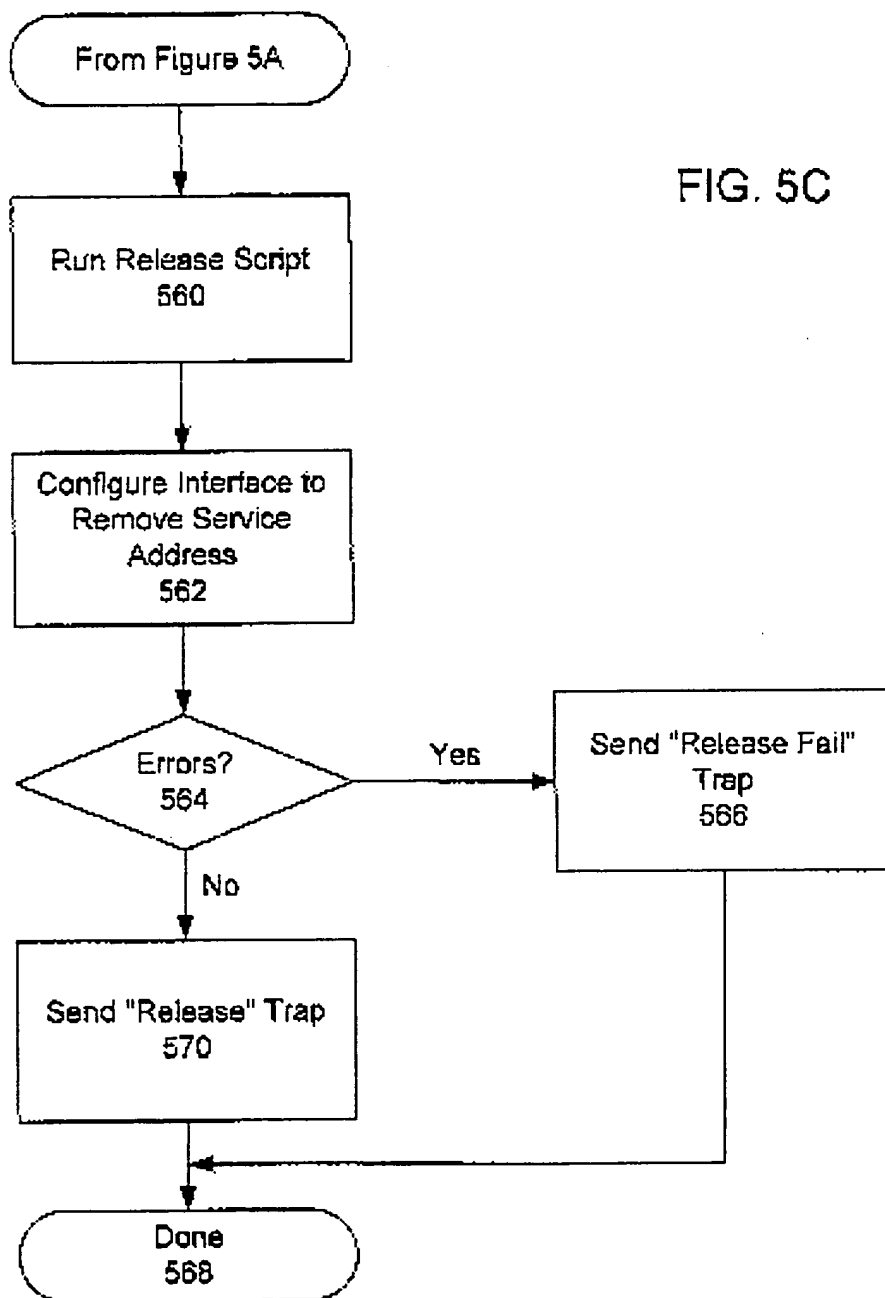 From Figure 5A
FIG. 5C
Run Release Script
560
Configure Interface to
Remove Service
Address
562
Errors?
564
Yes
Send "Release Fail"
Trap
566
No
Send "Release" Trap
570
Done
568